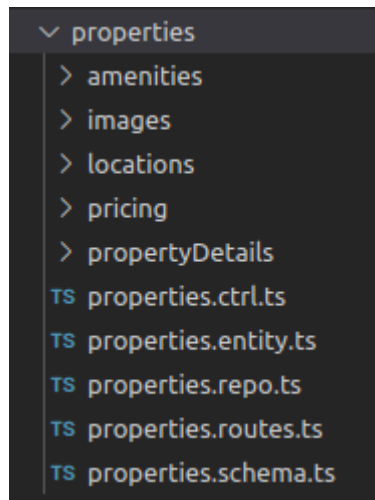 properties
amenities
images
locations
pricing
propertyDetails
TS properties.ctrl.ts
TS properties.entity.ts
TS properties.repo.ts
TS properties.routes.ts
TS properties.schema.ts